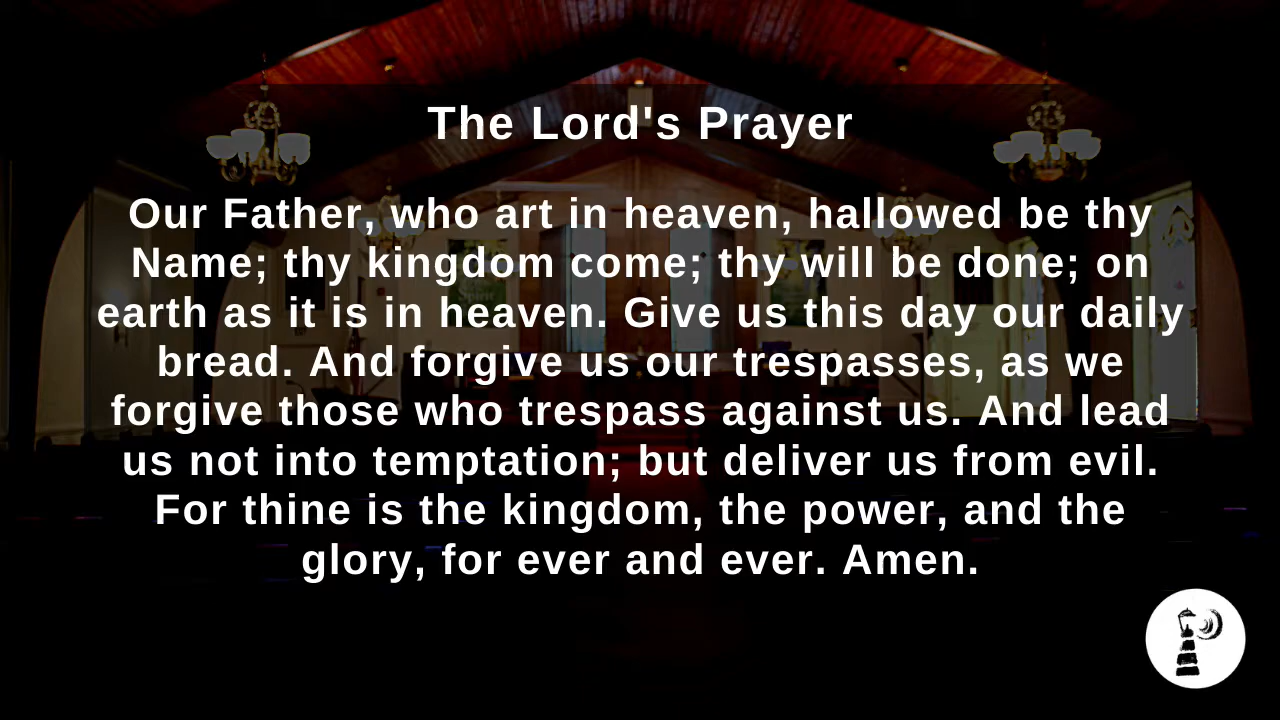 The Lord's Prayer
Our Father, who art in heaven, hallowed be thy
Name; thy kingdom come; thy will be done; on
earth as it is in heaven. Give us this day our daily
bread. And forgive us our trespasses, as we
forgive those who trespass against us. And lead
us not into temptation; but deliver us from evil.
For thine is the kingdom, the power, and the
glory, for ever and ever. Amen.